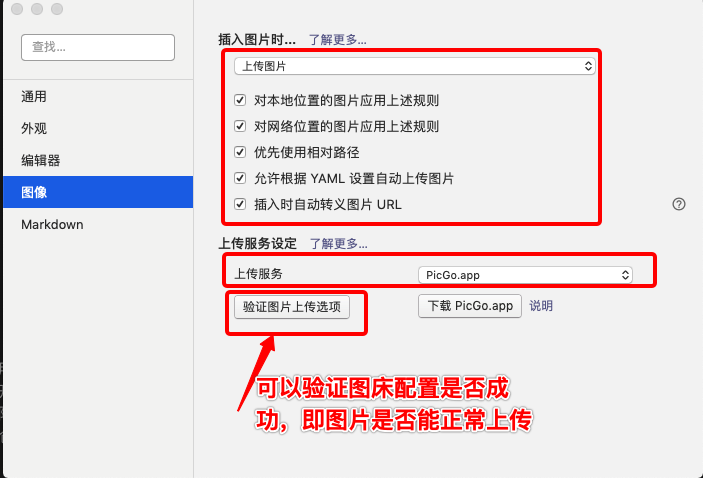 查找...
通用
外观
编辑器
图像
Markdown
插入图片时... 了解更多...
上传图片
对本地位置的图片应用上述规则
对网络位置的图片应用上述规则
优先使用相对路径
允许根据 YAML 设置自动上传图片
插入时自动转义图片 URL
上传服务设定 了解更多...
上传服务 PicGo.app
验证图片上传选项 下载 PicGo.app 说明
可以验证图床配置是否成
功，即图片是否能正常上传